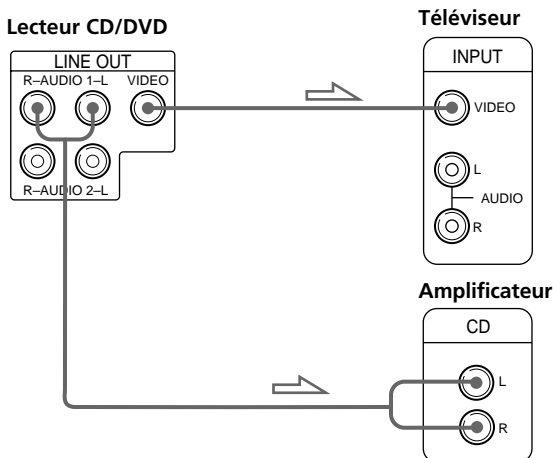 Lecteur CD/DVD
LINE OUT
R–AUDIO 1–L VIDEO
R–AUDIO 2–L
Téléviseur
INPUT
VIDEO
L
AUDIO
R
Amplificateur
CD
L
R